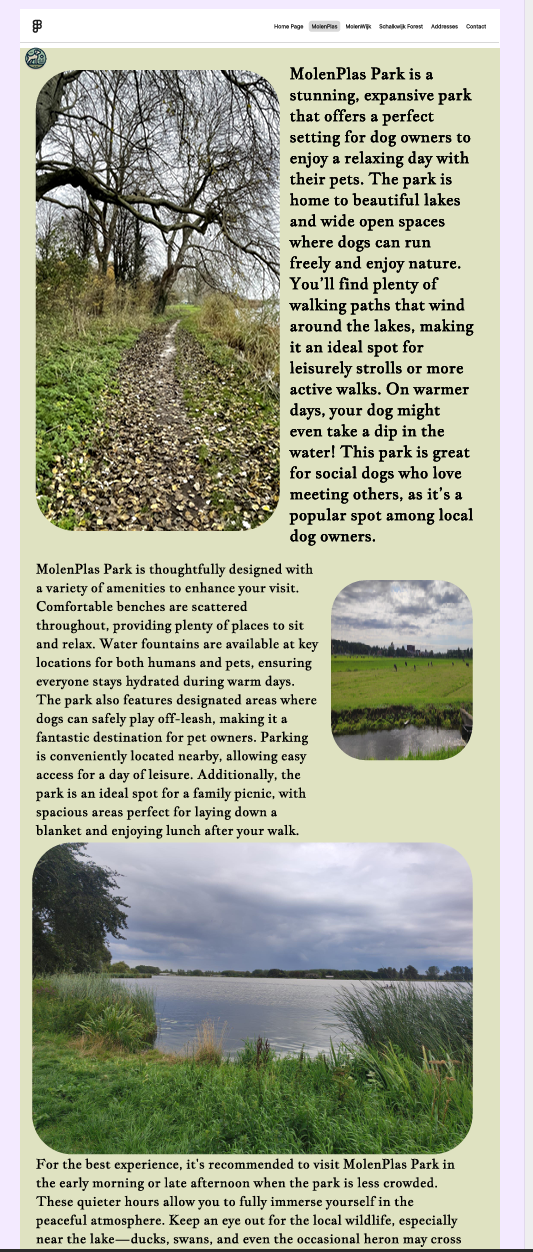 Home Page MolenPlas MolenWijk Schalkwijk Forest Addresses Contact
MolenPlas Park is a
stunning, expansive park
that offers a perfect
setting for dog owners to
enjoy a relaxing day with
their pets. The park is
home to beautiful lakes
and wide open spaces
where dogs can run
freely and enjoy nature.
You’ll find plenty of
walking paths that wind
around the lakes, making
it an ideal spot for
leisurely strolls or more
active walks. On warmer
days, your dog might
even take a dip in the
water! This park is great
for social dogs who love
meeting others, as it’s a
popular spot among local
dog owners.
MolenPlas Park is thoughtfully designed with
a variety of amenities to enhance your visit.
Comfortable benches are scattered
throughout, providing plenty of places to sit
and relax. Water fountains are available at key
locations for both humans and pets, ensuring
everyone stays hydrated during warm days.
The park also features designated areas where
dogs can safely play off-leash, making it a
fantastic destination for pet owners. Parking
is conveniently located nearby, allowing easy
access for a day of leisure. Additionally, the
park is an ideal spot for a family picnic, with
spacious areas perfect for laying down a
blanket and enjoying lunch after your walk.
For the best experience, it's recommended to visit MolenPlas Park in
the early morning or late afternoon when the park is less crowded.
These quieter hours allow you to fully immerse yourself in the
peaceful atmosphere. Keep an eye out for the local wildlife, especially
near the lake—ducks, swans, and even the occasional heron may cross